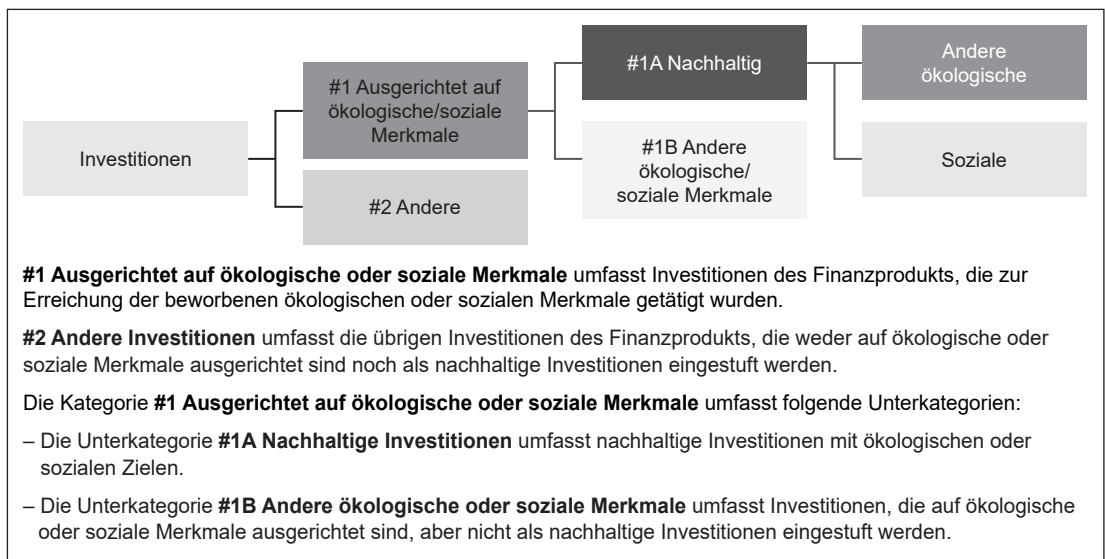 Investitionen
#1 Ausgerichtet auf
ökologische/soziale
Merkmale
#2 Andere
#1A Nachhaltig
#1B Andere
ökologische/
soziale Merkmale
Andere
ökologische
Soziale
#1 Ausgerichtet auf ökologische oder soziale Merkmale umfasst Investitionen des Finanzprodukts, die zur
Erreichung der beworbenen ökologischen oder sozialen Merkmale getätigt wurden.
#2 Andere Investitionen umfasst die übrigen Investitionen des Finanzprodukts, die weder auf ökologische oder
soziale Merkmale ausgerichtet sind noch als nachhaltige Investitionen eingestuft werden.
Die Kategorie #1 Ausgerichtet auf ökologische oder soziale Merkmale umfasst folgende Unterkategorien:
– Die Unterkategorie #1A Nachhaltige Investitionen umfasst nachhaltige Investitionen mit ökologischen oder
sozialen Zielen.
– Die Unterkategorie #1B Andere ökologische oder soziale Merkmale umfasst Investitionen, die auf ökologische
oder soziale Merkmale ausgerichtet sind, aber nicht als nachhaltige Investitionen eingestuft werden.